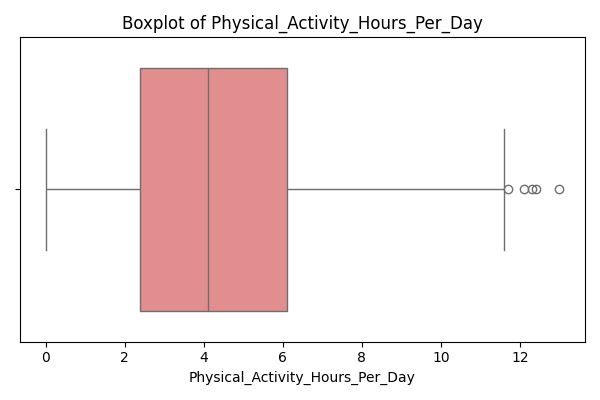 Boxplot of Physical_Activity_Hours_Per_Day
0 2 4 6 8 10 12
Physical_Activity_Hours_Per_Day